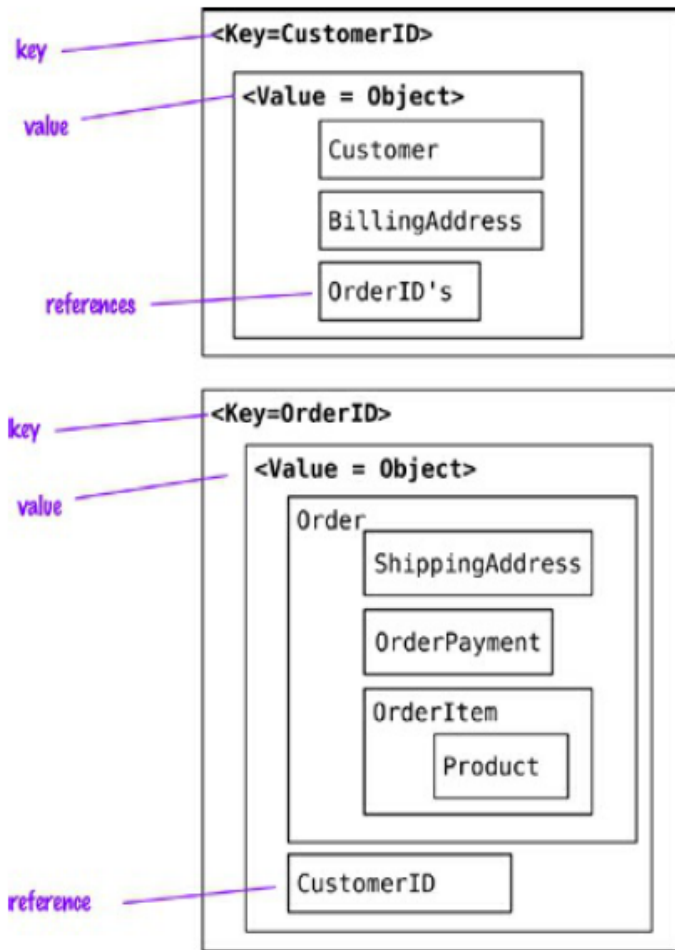 key
<Key=CustomerID>
value
<Value = Object>
Customer
BillingAddress
references
OrderID's
key
<Key=OrderID>
value
<Value = Object>
Order
ShippingAddress
OrderPayment
OrderItem
Product
reference
CustomerID